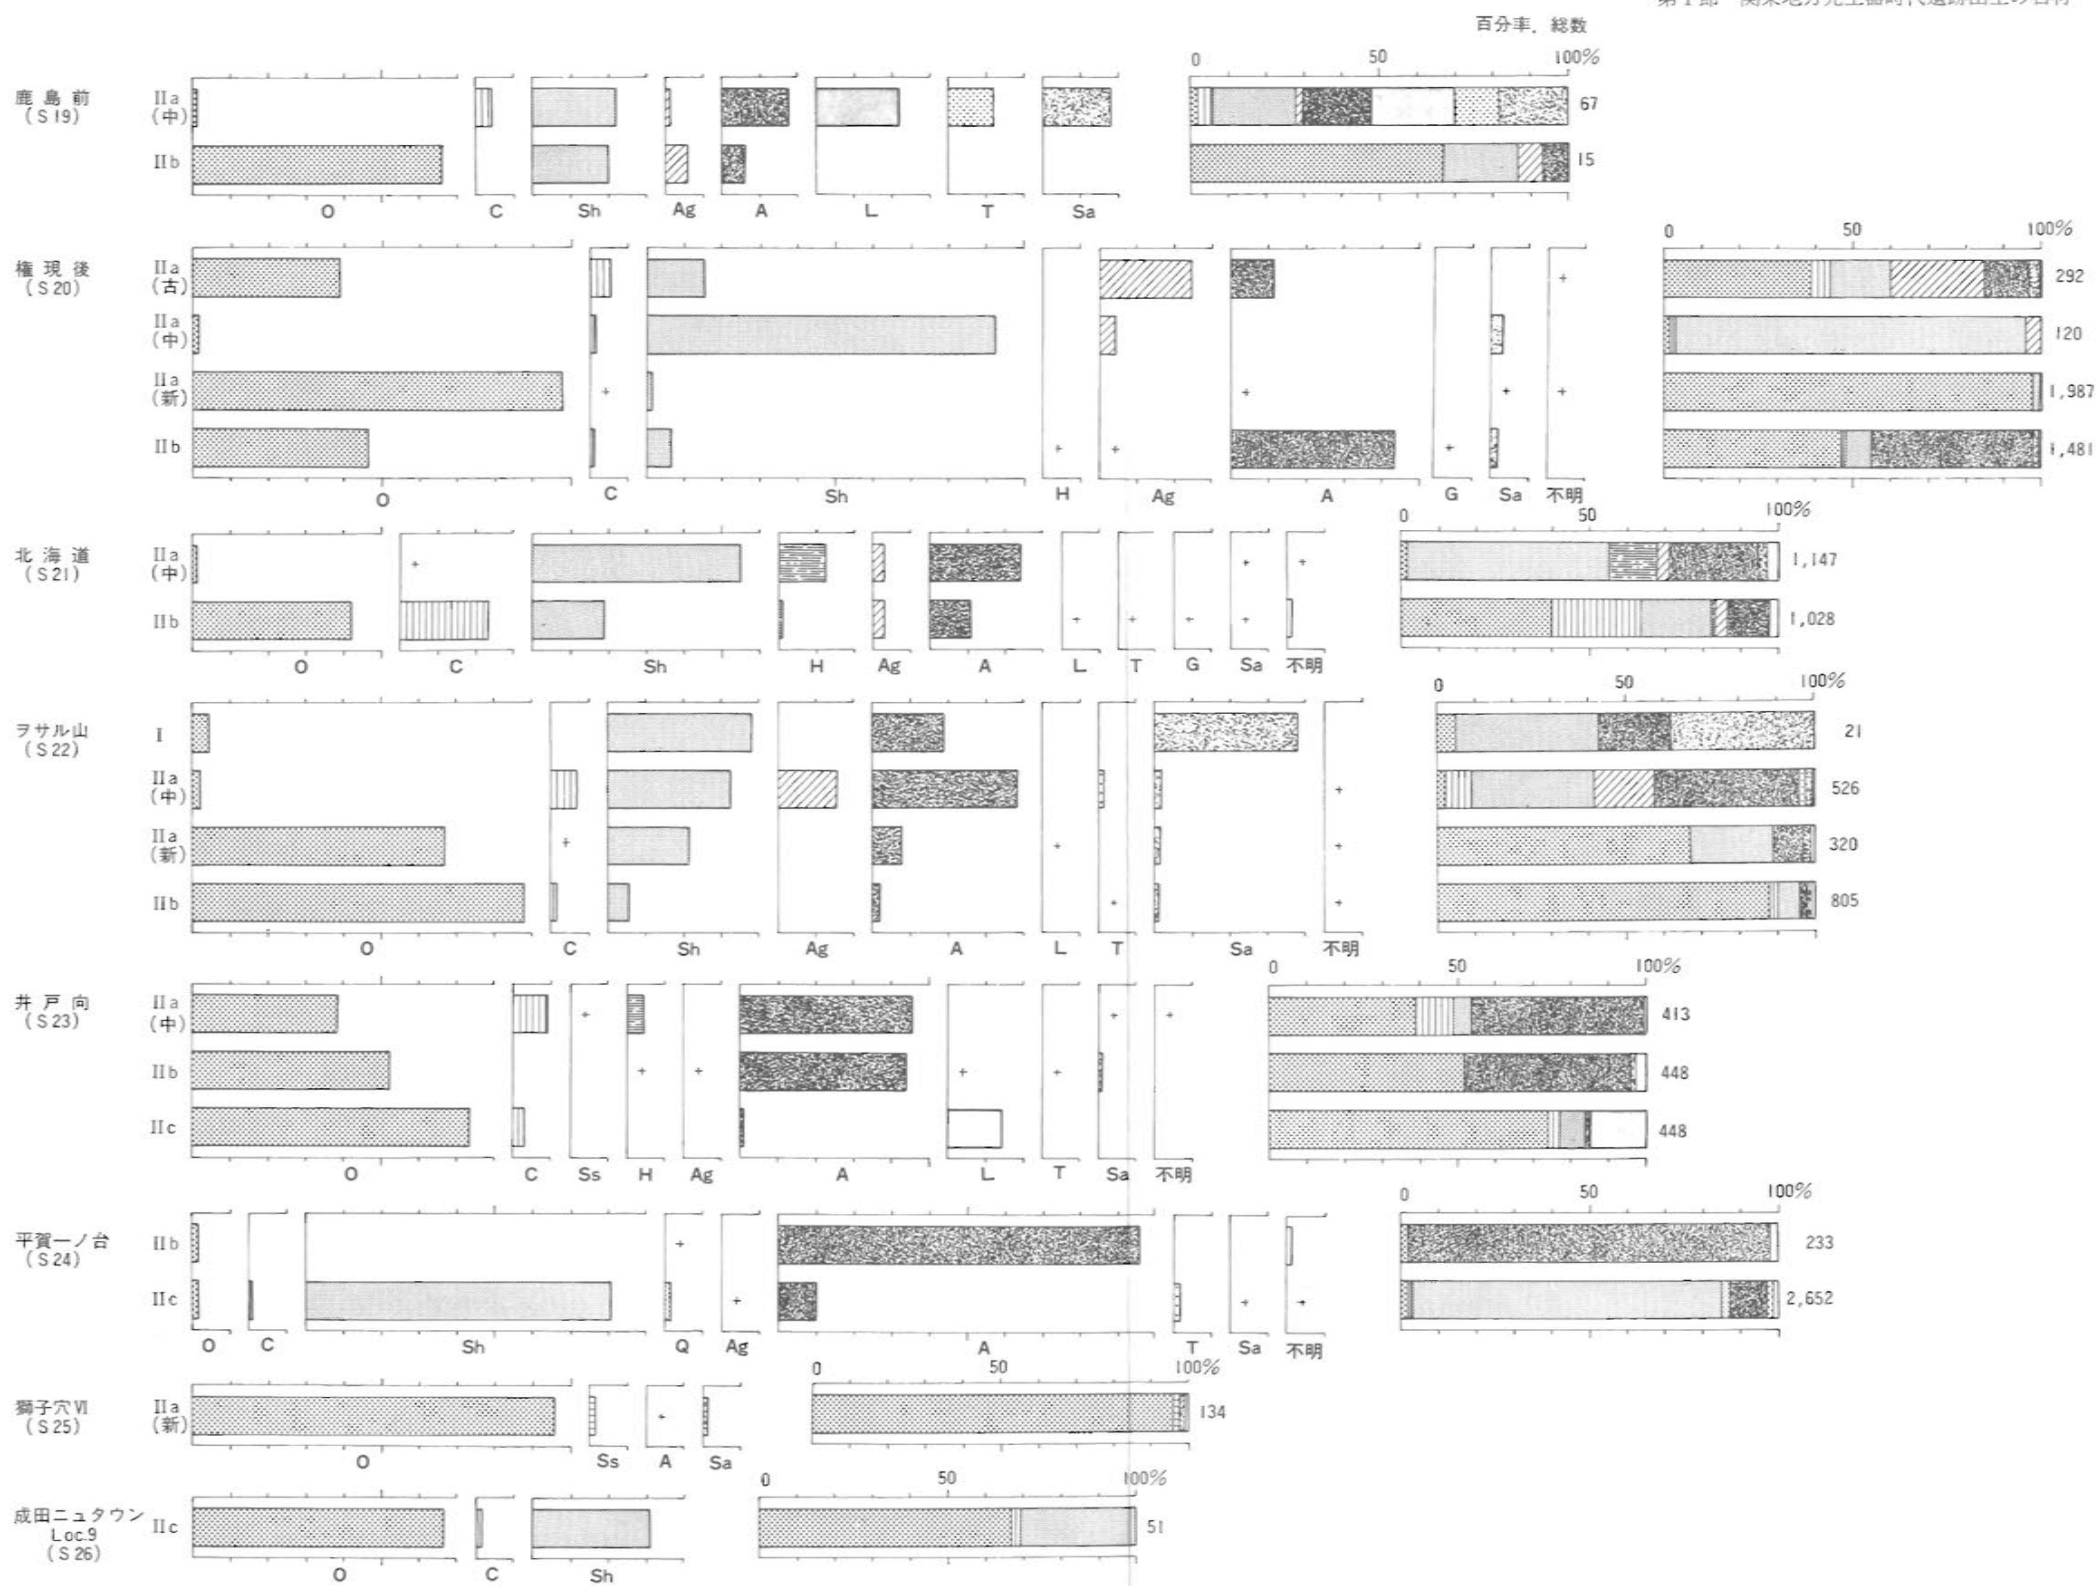 百分率,総数
0 50 100%
鹿島前
(S19)
IIa
(中)
67
IIb
15
O C Sh Ag A L T Sa
0 50 100%
権現後
(S20)
IIa
(古)
+
292
IIa
(中)
120
IIa
(新)
+ + + +
1,987
IIb
+ + +
1,481
O C Sh H Ag A G Sa 不明
0 50 100%
北海道
(S21)
IIa
(中)
+ + +
1,147
IIb
+ + + +
1,028
O C Sh H Ag A L T G Sa 不明
0 50 100%
ヲサル山
(S22)
I
21
IIa
(中)
+
526
IIa
(新)
+ + +
320
IIb
+ +
805
O C Sh Ag A L T Sa 不明
0 50 100%
井戸向
(S23)
IIa
(中)
+ + +
413
IIb
+ + + +
448
IIc
448
O C Ss H Ag A L T Sa 不明
0 50 100%
平賀一ノ台
(S24)
IIb
+
233
IIc
+ + +
2,652
O C Sh Q Ag A T Sa 不明
0 50 100%
獅子穴VI
(S25)
IIa
(新)
+
134
O Ss A Sa
0 50 100%
成田ニュタウン
Loc.9
(S26)
IIc
51
O C Sh